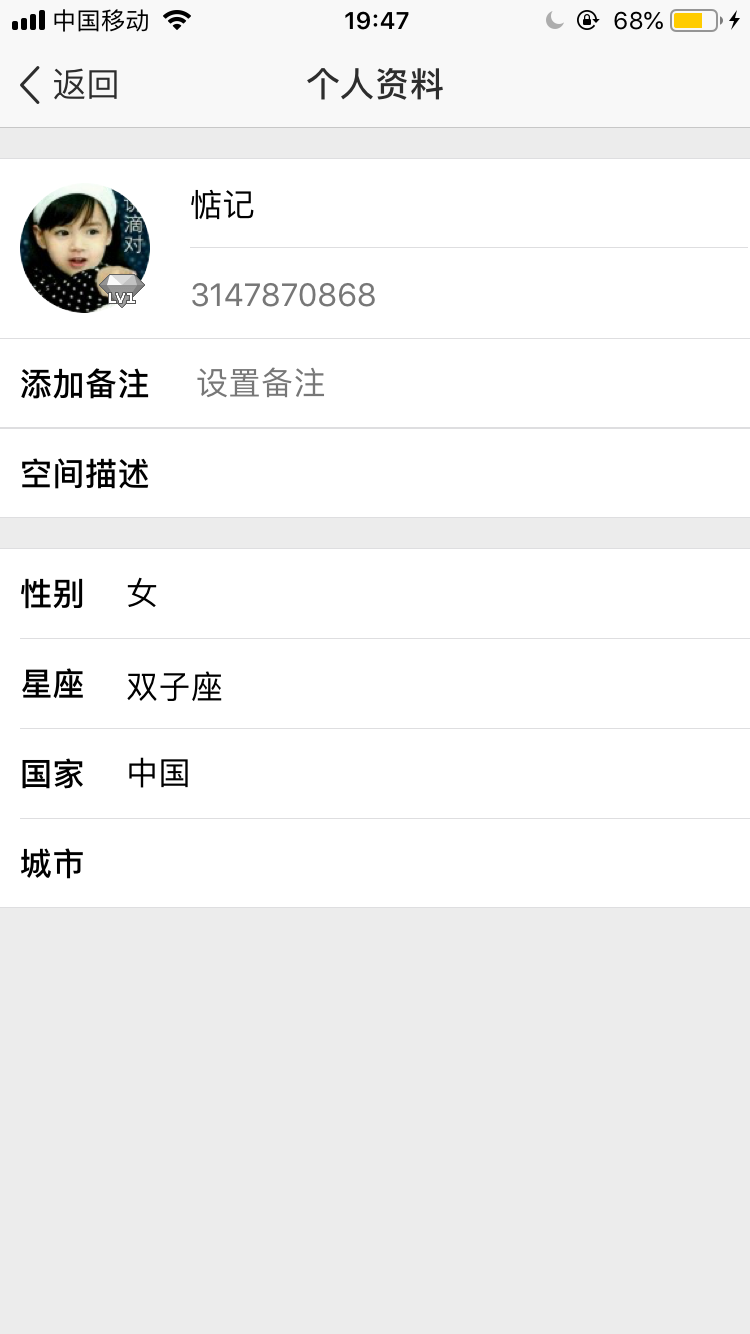 中国移动
19:47
68%
返回
个人资料
滴
对
LV1
惦记
3147870868
添加备注 设置备注
空间描述
性别 女
星座 双子座
国家 中国
城市